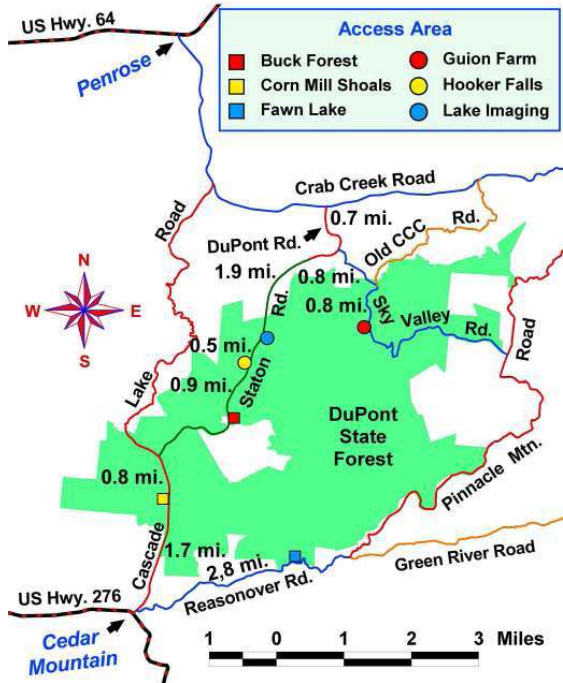 US Hwy. 64
Penrose
Access Area
Buck Forest
Guion Farm
Corn Mill Shoals
Hooker Falls
Fawn Lake
Lake Imaging
Crab Creek Road
Road
0.7 mi.
DuPont Rd.
Old CCC Rd.
1.9 mi.
0.8 mi.
N
W E
S
Rd.
0.8 mi.
Sky Valley Rd.
Road
0.5 mi.
Lake
0.9 mi.
Staton
DuPont
State
Forest
Pinnacle Mtn.
0.8 mi.
Cascade
1.7 mi.
2,8 mi.
Reasonover Rd.
Green River Road
US Hwy. 276
Cedar
Mountain
1 0 1 2 3 Miles